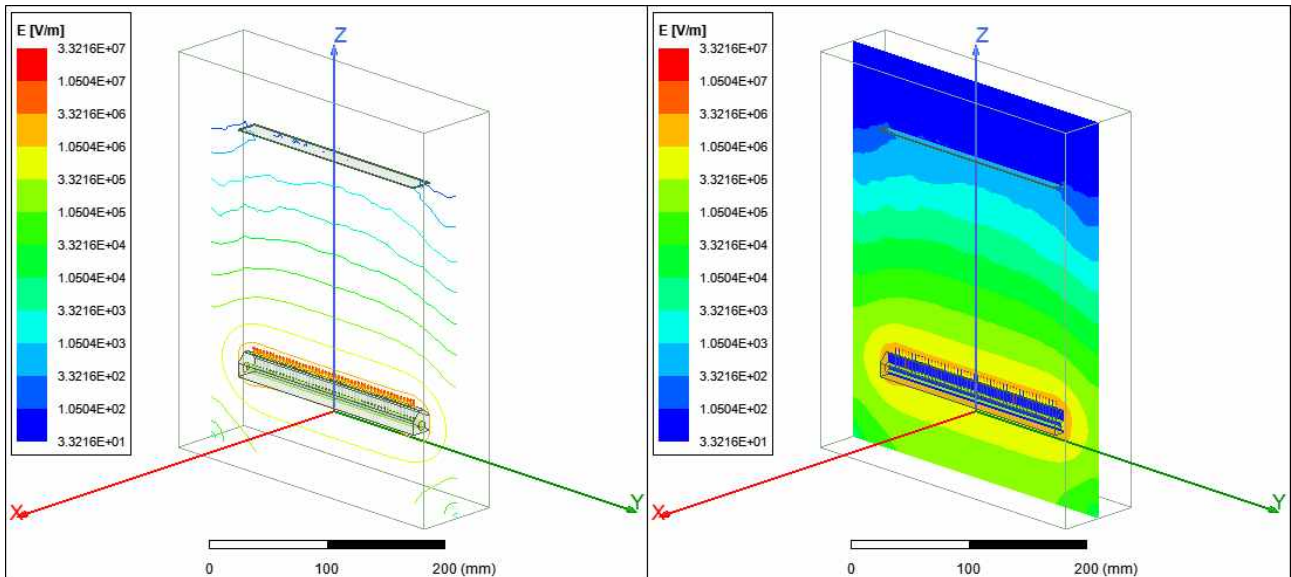 E [V/m]
3.3216E+07
1.0504E+07
3.3216E+06
1.0504E+06
3.3216E+05
1.0504E+05
3.3216E+04
1.0504E+04
3.3216E+03
1.0504E+03
3.3216E+02
1.0504E+02
3.3216E+01
Z
X
Y
0
100
200 (mm)
E [V/m]
3.3216E+07
1.0504E+07
3.3216E+06
1.0504E+06
3.3216E+05
1.0504E+05
3.3216E+04
1.0504E+04
3.3216E+03
1.0504E+03
3.3216E+02
1.0504E+02
3.3216E+01
Z
X
Y
0
100
200 (mm)